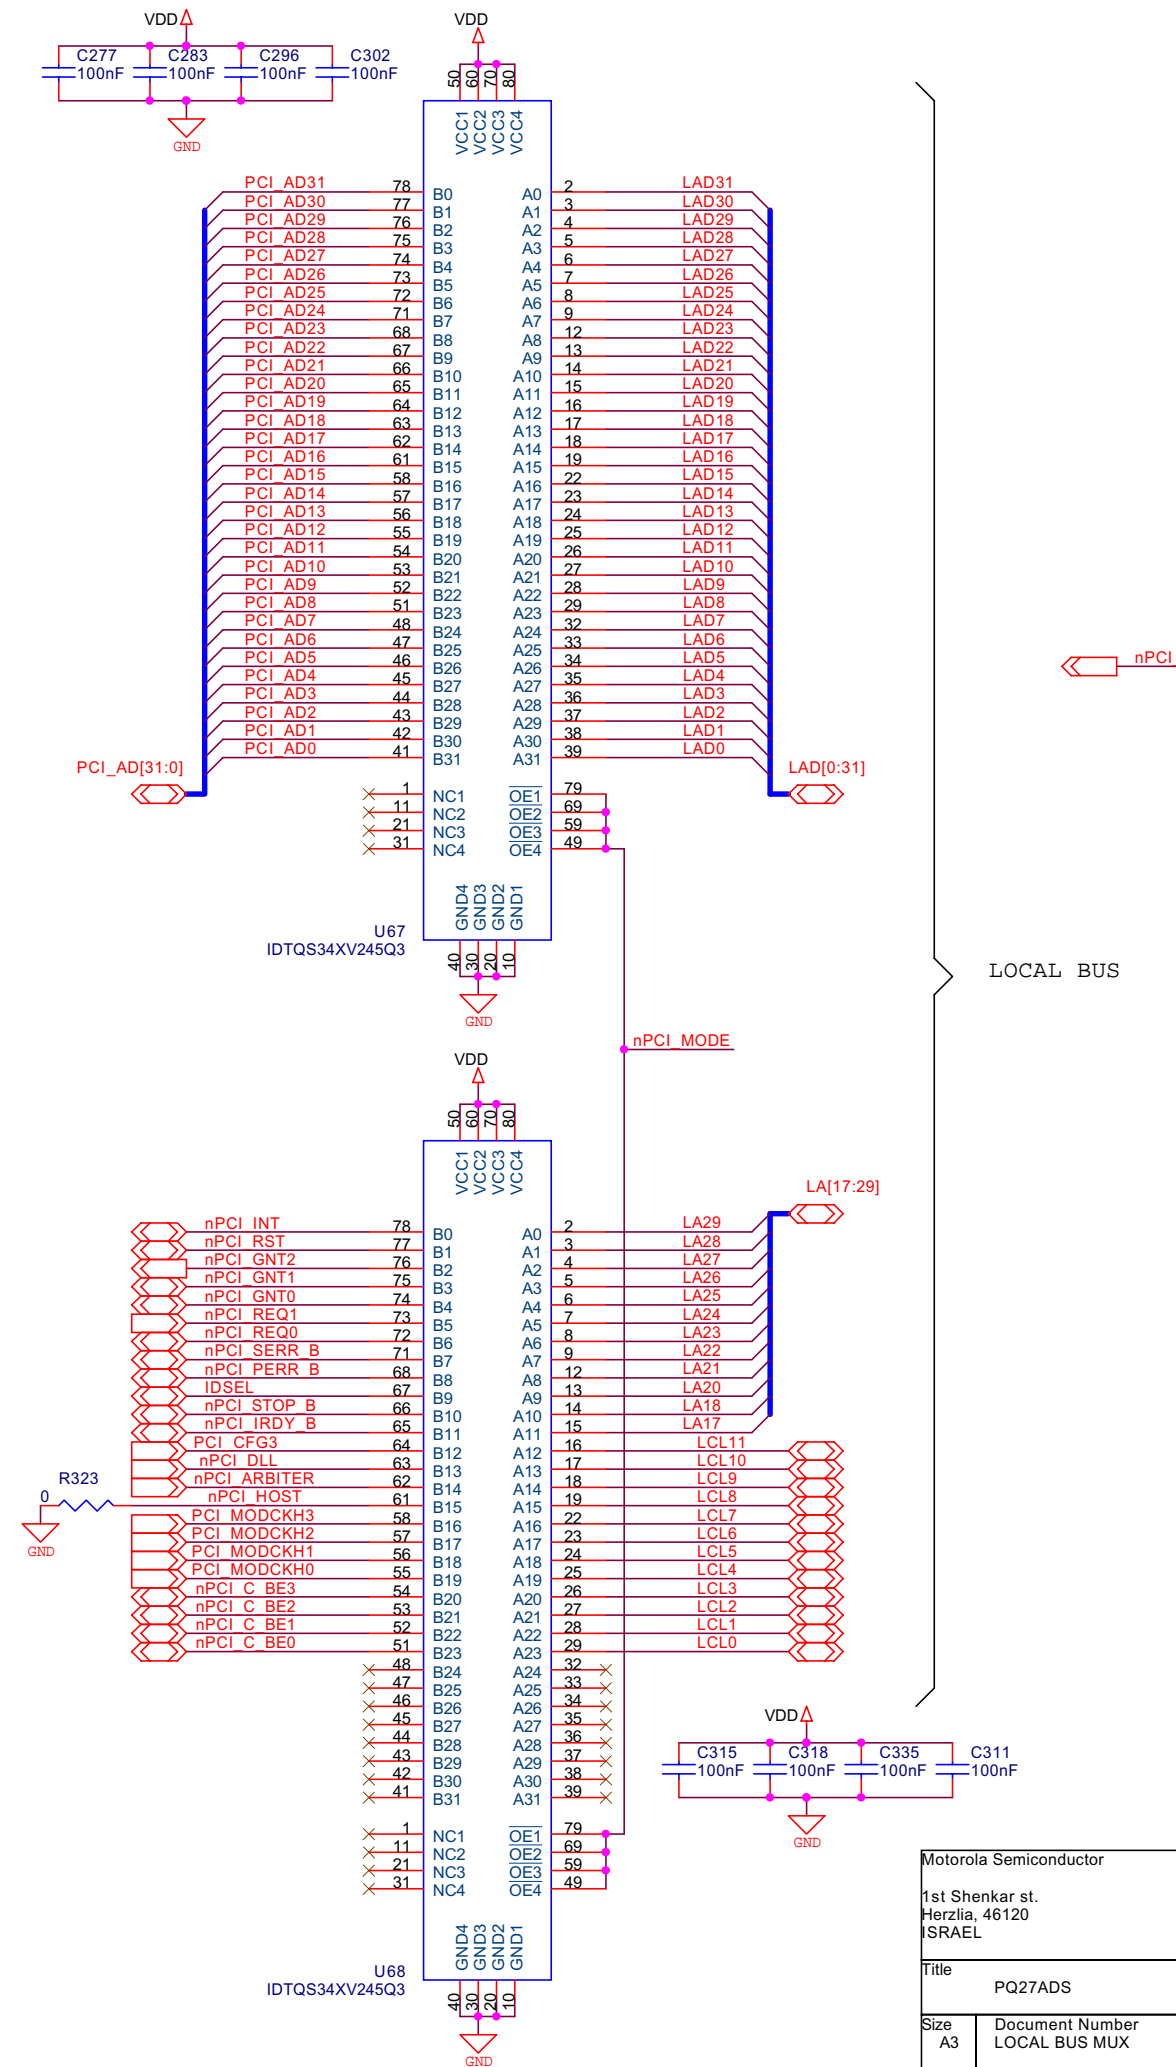 VDD
C277
100nF
C283
100nF
C296
100nF
C302
100nF
GND
VDD
50 60 70 80
VCC1 VCC2 VCC3 VCC4
PCI_AD31 78 B0 A0 2 LAD31
PCI_AD30 77 B1 A1 3 LAD30
PCI_AD29 76 B2 A2 4 LAD29
PCI_AD28 75 B3 A3 5 LAD28
PCI_AD27 74 B4 A4 6 LAD27
PCI_AD26 73 B5 A5 7 LAD26
PCI_AD25 72 B6 A6 8 LAD25
PCI_AD24 71 B7 A7 9 LAD24
PCI_AD23 68 B8 A8 12 LAD23
PCI_AD22 67 B9 A9 13 LAD22
PCI_AD21 66 B10 A10 14 LAD21
PCI_AD20 65 B11 A11 15 LAD20
PCI_AD19 64 B12 A12 16 LAD19
PCI_AD18 63 B13 A13 17 LAD18
PCI_AD17 62 B14 A14 18 LAD17
PCI_AD16 61 B15 A15 19 LAD16
PCI_AD15 58 B16 A16 22 LAD15
PCI_AD14 57 B17 A17 23 LAD14
PCI_AD13 56 B18 A18 24 LAD13
PCI_AD12 55 B19 A19 25 LAD12
PCI_AD11 54 B20 A20 26 LAD11
PCI_AD10 53 B21 A21 27 LAD10
PCI_AD9 52 B22 A22 28 LAD9
PCI_AD8 51 B23 A23 29 LAD8
PCI_AD7 48 B24 A24 32 LAD7
PCI_AD6 47 B25 A25 33 LAD6
PCI_AD5 46 B26 A26 34 LAD5
PCI_AD4 45 B27 A27 35 LAD4
PCI_AD3 44 B28 A28 36 LAD3
PCI_AD2 43 B29 A29 37 LAD2
PCI_AD1 42 B30 A30 38 LAD1
PCI_AD0 41 B31 A31 39 LAD0
nPCI
PCI_AD[31:0] LAD[0:31]
1 NC1 OE1 79
11 NC2 OE2 69
21 NC3 OE3 59
31 NC4 OE4 49
GND4 GND3 GND2 GND1
40 30 20 10
U67
IDTQS34XV245Q3
GND
LOCAL BUS
nPCI_MODE
VDD
50 60 70 80
VCC1 VCC2 VCC3 VCC4
LA[17:29]
nPCI_INT 78 B0 A0 2 LA29
nPCI_RST 77 B1 A1 3 LA28
nPCI_GNT2 76 B2 A2 4 LA27
nPCI_GNT1 75 B3 A3 5 LA26
nPCI_GNT0 74 B4 A4 6 LA25
nPCI_REQ1 73 B5 A5 7 LA24
nPCI_REQ0 72 B6 A6 8 LA23
nPCI_SERR_B 71 B7 A7 9 LA22
nPCI_PERR_B 68 B8 A8 12 LA21
IDSEL 67 B9 A9 13 LA20
nPCI_STOP_B 66 B10 A10 14 LA18
nPCI_IRDY_B 65 B11 A11 15 LA17
PCI_CFG3 64 B12 A12 16 LCL11
nPCI_DLL 63 B13 A13 17 LCL10
nPCI_ARBITER 62 B14 A14 18 LCL9
nPCI_HOST 61 B15 A15 19 LCL8
PCI_MODCKH3 58 B16 A16 22 LCL7
PCI_MODCKH2 57 B17 A17 23 LCL6
PCI_MODCKH1 56 B18 A18 24 LCL5
PCI_MODCKH0 55 B19 A19 25 LCL4
nPCI_C_BE3 54 B20 A20 26 LCL3
nPCI_C_BE2 53 B21 A21 27 LCL2
nPCI_C_BE1 52 B22 A22 28 LCL1
nPCI_C_BE0 51 B23 A23 29 LCL0
48 B24 A24 32
47 B25 A25 33
46 B26 A26 34
45 B27 A27 35
44 B28 A28 36
43 B29 A29 37
42 B30 A30 38
41 B31 A31 39
R323
0
GND
1 NC1 OE1 79
11 NC2 OE2 69
21 NC3 OE3 59
31 NC4 OE4 49
GND4 GND3 GND2 GND1
40 30 20 10
U68
IDTQS34XV245Q3
GND
VDD
C315
100nF
C318
100nF
C335
100nF
C311
100nF
GND
Motorola Semiconductor
1st Shenkar st.
Herzlia, 46120
ISRAEL
Title
PQ27ADS
Size
A3
Document Number
LOCAL BUS MUX